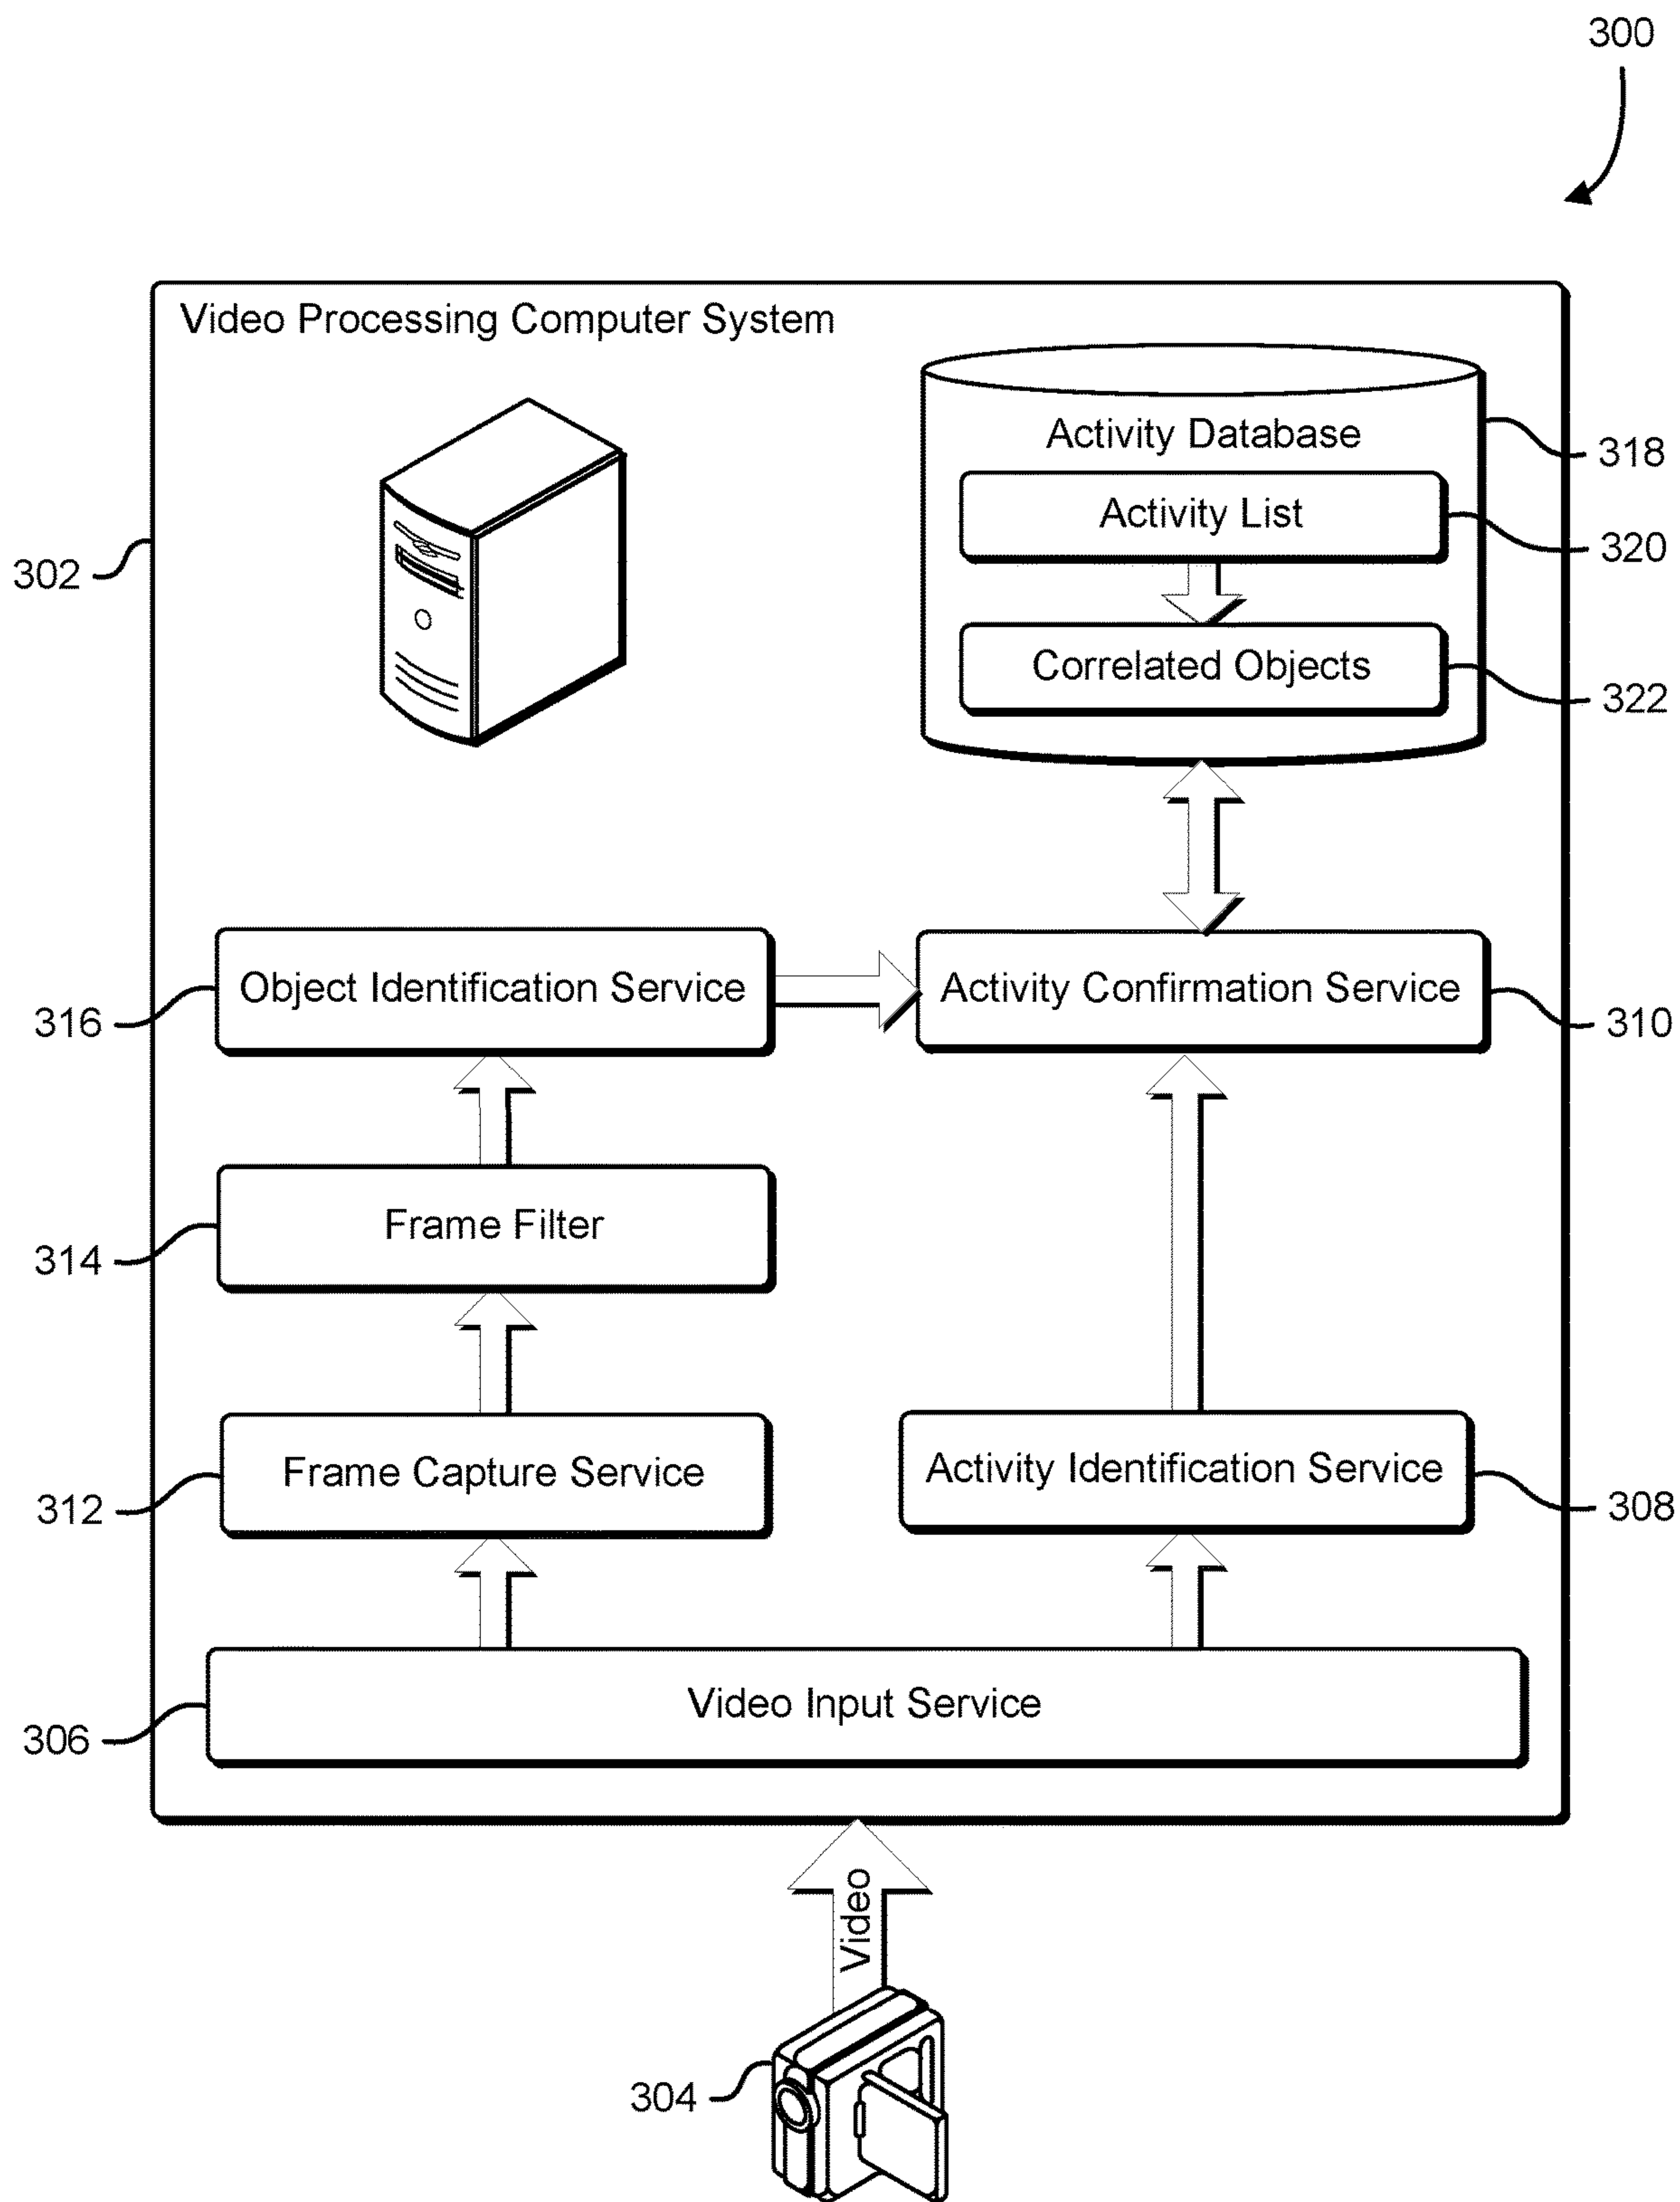 300
Video Processing Computer System
Activity Database
318
Activity List
320
302
Correlated Objects
322
Object Identification Service
Activity Confirmation Service
316
310
Frame Filter
314
Frame Capture Service
Activity Identification Service
312
308
Video Input Service
306
Video
304